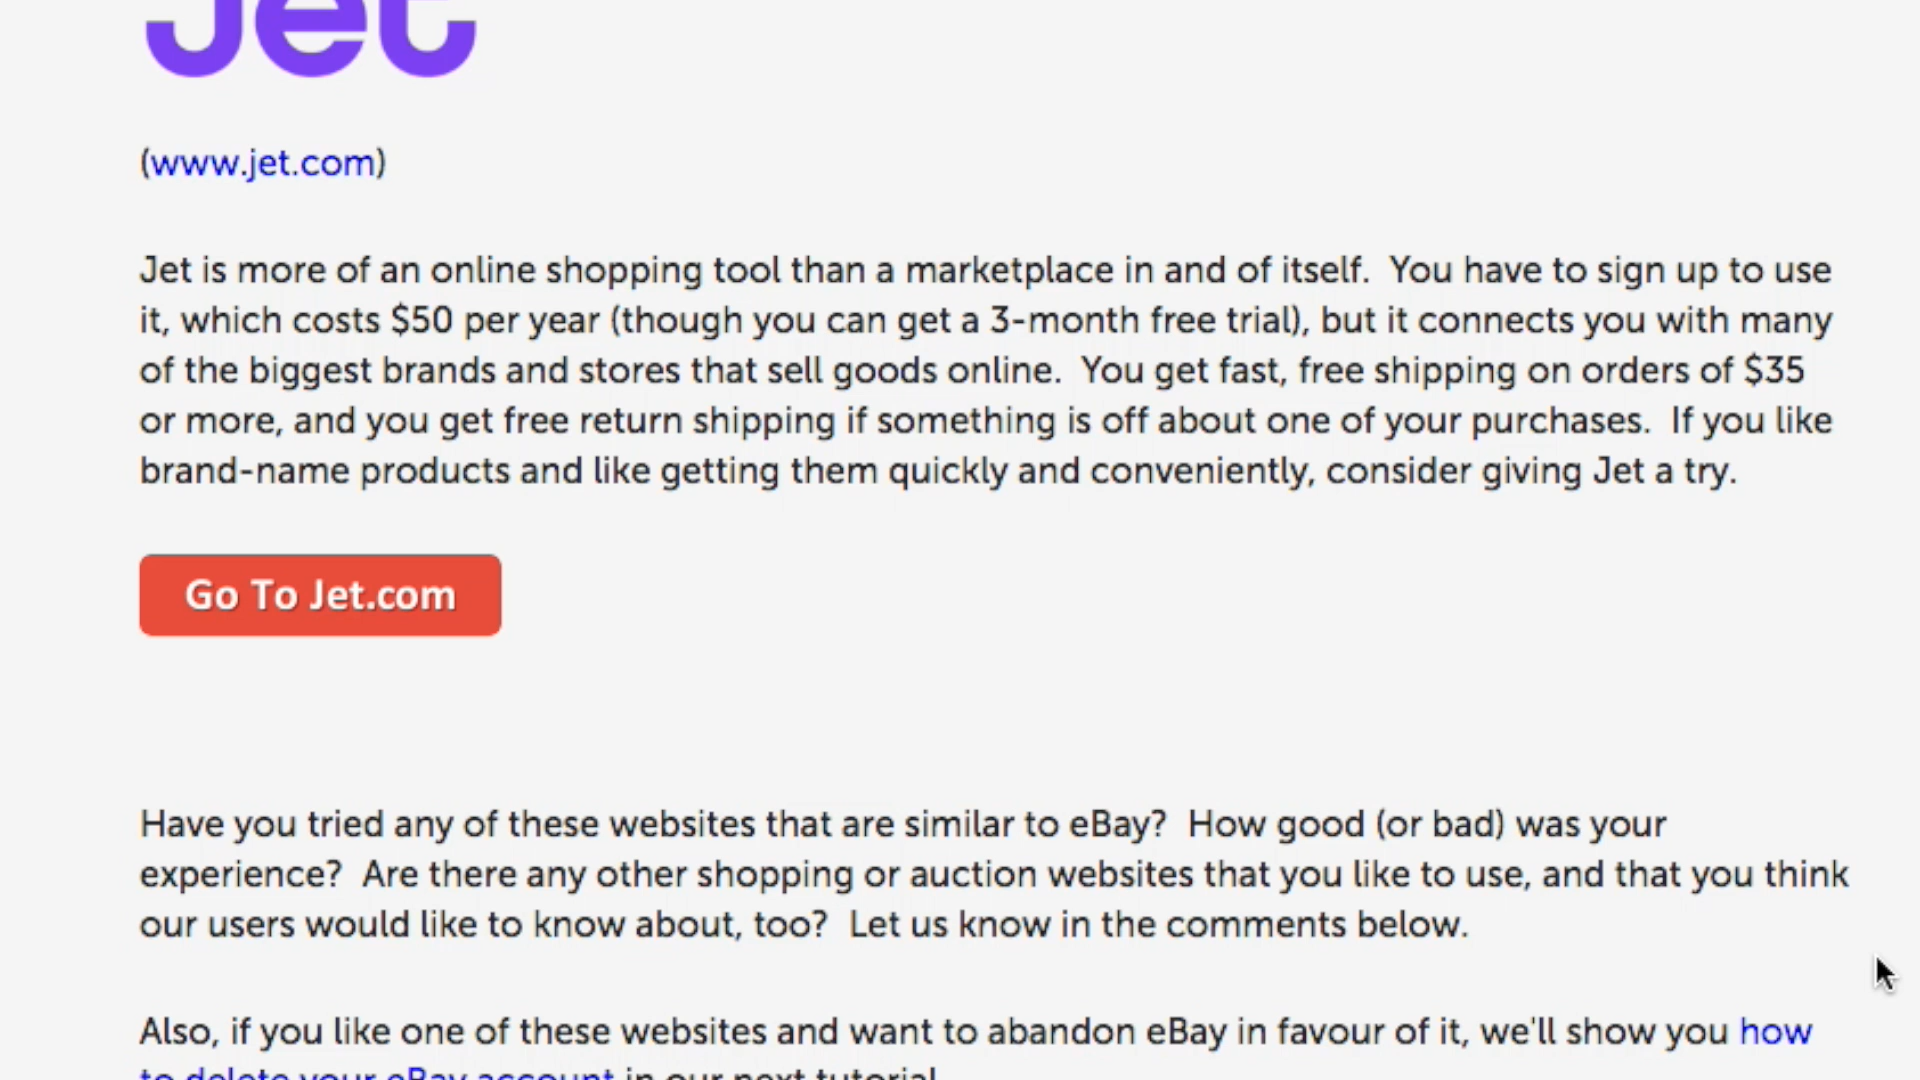 Jet
(www.jet.com)
Jet is more of an online shopping tool than a marketplace in and of itself.  You have to sign up to use
it, which costs $50 per year (though you can get a 3-month free trial), but it connects you with many
of the biggest brands and stores that sell goods online.  You get fast, free shipping on orders of $35
or more, and you get free return shipping if something is off about one of your purchases.  If you like
brand-name products and like getting them quickly and conveniently, consider giving Jet a try.
Go To Jet.com
Have you tried any of these websites that are similar to eBay?  How good (or bad) was your
experience?  Are there any other shopping or auction websites that you like to use, and that you think
our users would like to know about, too?  Let us know in the comments below.
Also, if you like one of these websites and want to abandon eBay in favour of it, we'll show you how
to delete your eBay account in our next tutorial.